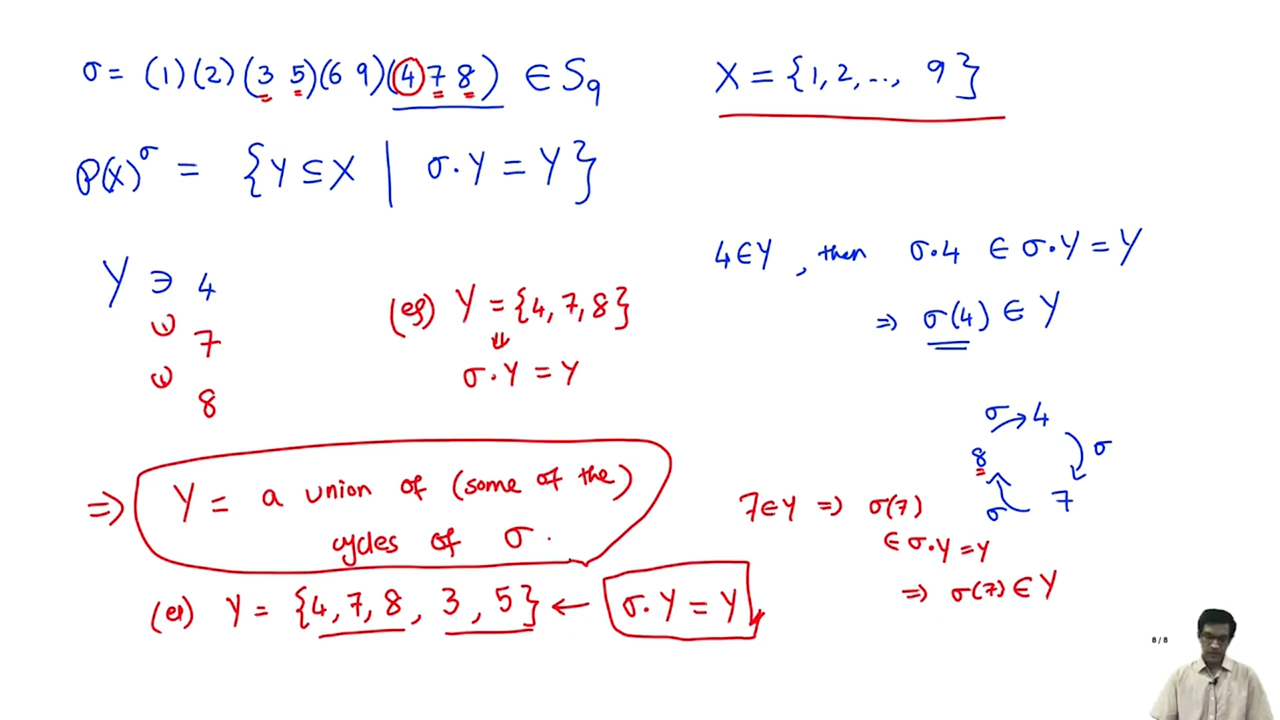 σ = (1)(2)(3 5)(6 9)(4 7 8) ∈ S₉
X = {1, 2, .., 9}
P(X)^σ = {Y ⊆ X | σ·Y = Y}
4∈Y, then σ·4 ∈ σ·Y = Y
⇒ σ(4) ∈ Y
Y ∋ 4
∋ 7
∋ 8
(eg) Y = {4, 7, 8}
⇓
σ·Y = Y
σ 4
8 σ
σ 7
7∈Y ⇒ σ(7)
∈ σ·Y = Y
⇒ σ(7) ∈ Y
⇒ Y = a union of (some of the)
cycles of σ.
(eg) Y = {4, 7, 8, 3, 5} ← σ·Y = Y
8 / 8